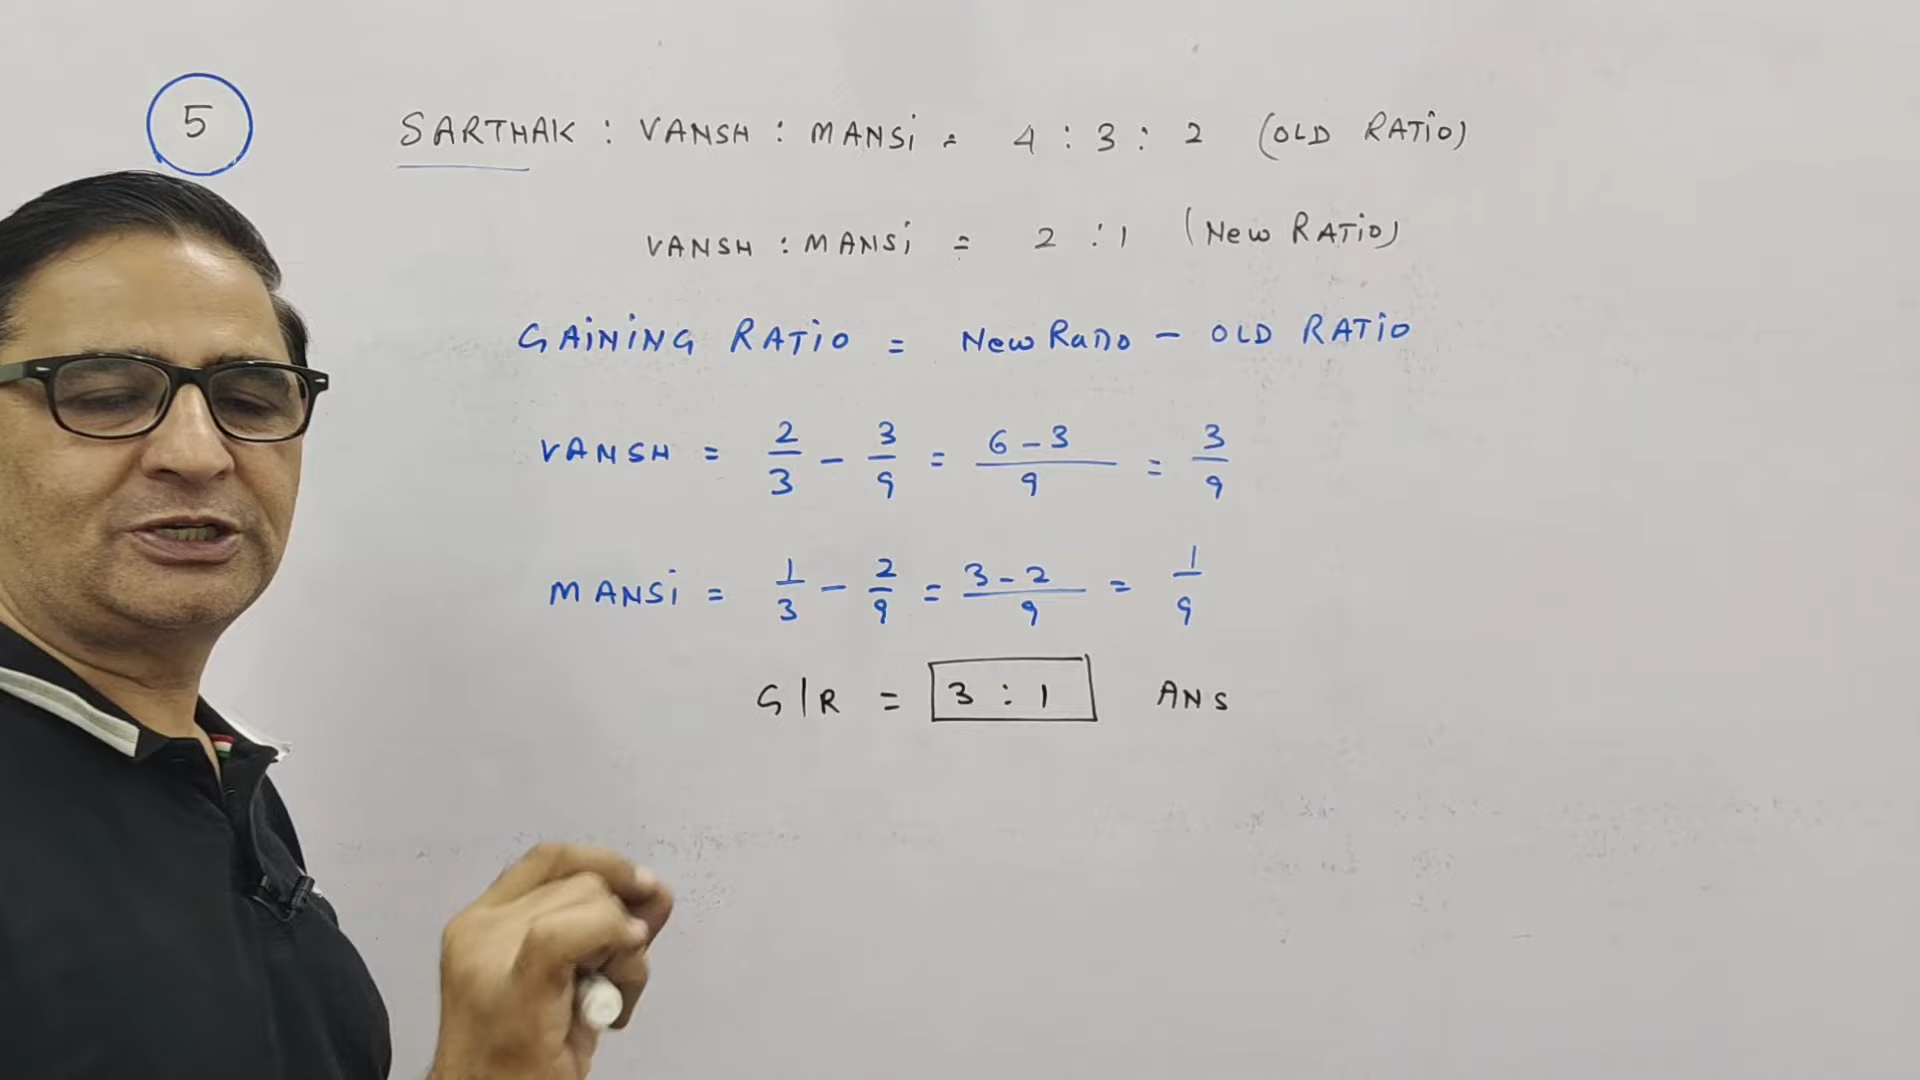 5
SARTHAK : VANSH : MANSi = 4 : 3 : 2 (OLD RATiO)
VANSH : MANSi = 2 : 1 (New RATiO)
GAiNiNG RATiO = New RaTio - OLD RATiO
VANSH = 2/3 - 3/9 = 6-3/9 = 3/9
MANSi = 1/3 - 2/9 = 3-2/9 = 1/9
G/R = 3 : 1 ANS